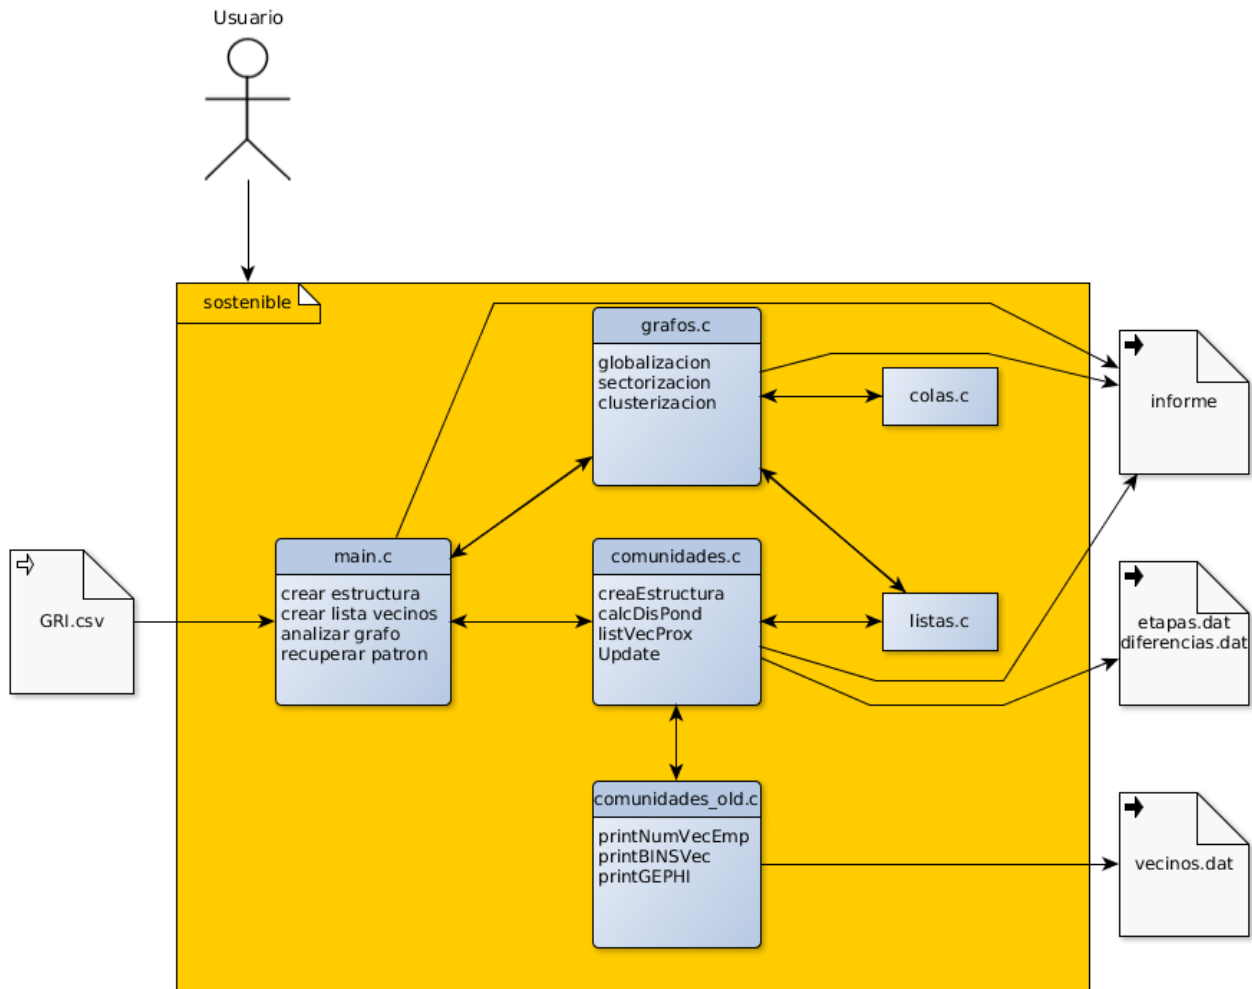 Usuario
sostenible
grafos.c
globalizacion
sectorizacion
clusterizacion
colas.c
informe
main.c
crear estructura
crear lista vecinos
analizar grafo
recuperar patron
comunidades.c
creaEstructura
calcDisPond
listVecProx
Update
listas.c
GRI.csv
etapas.dat
diferencias.dat
comunidades_old.c
printNumVecEmp
printBINSVec
printGEPHI
vecinos.dat